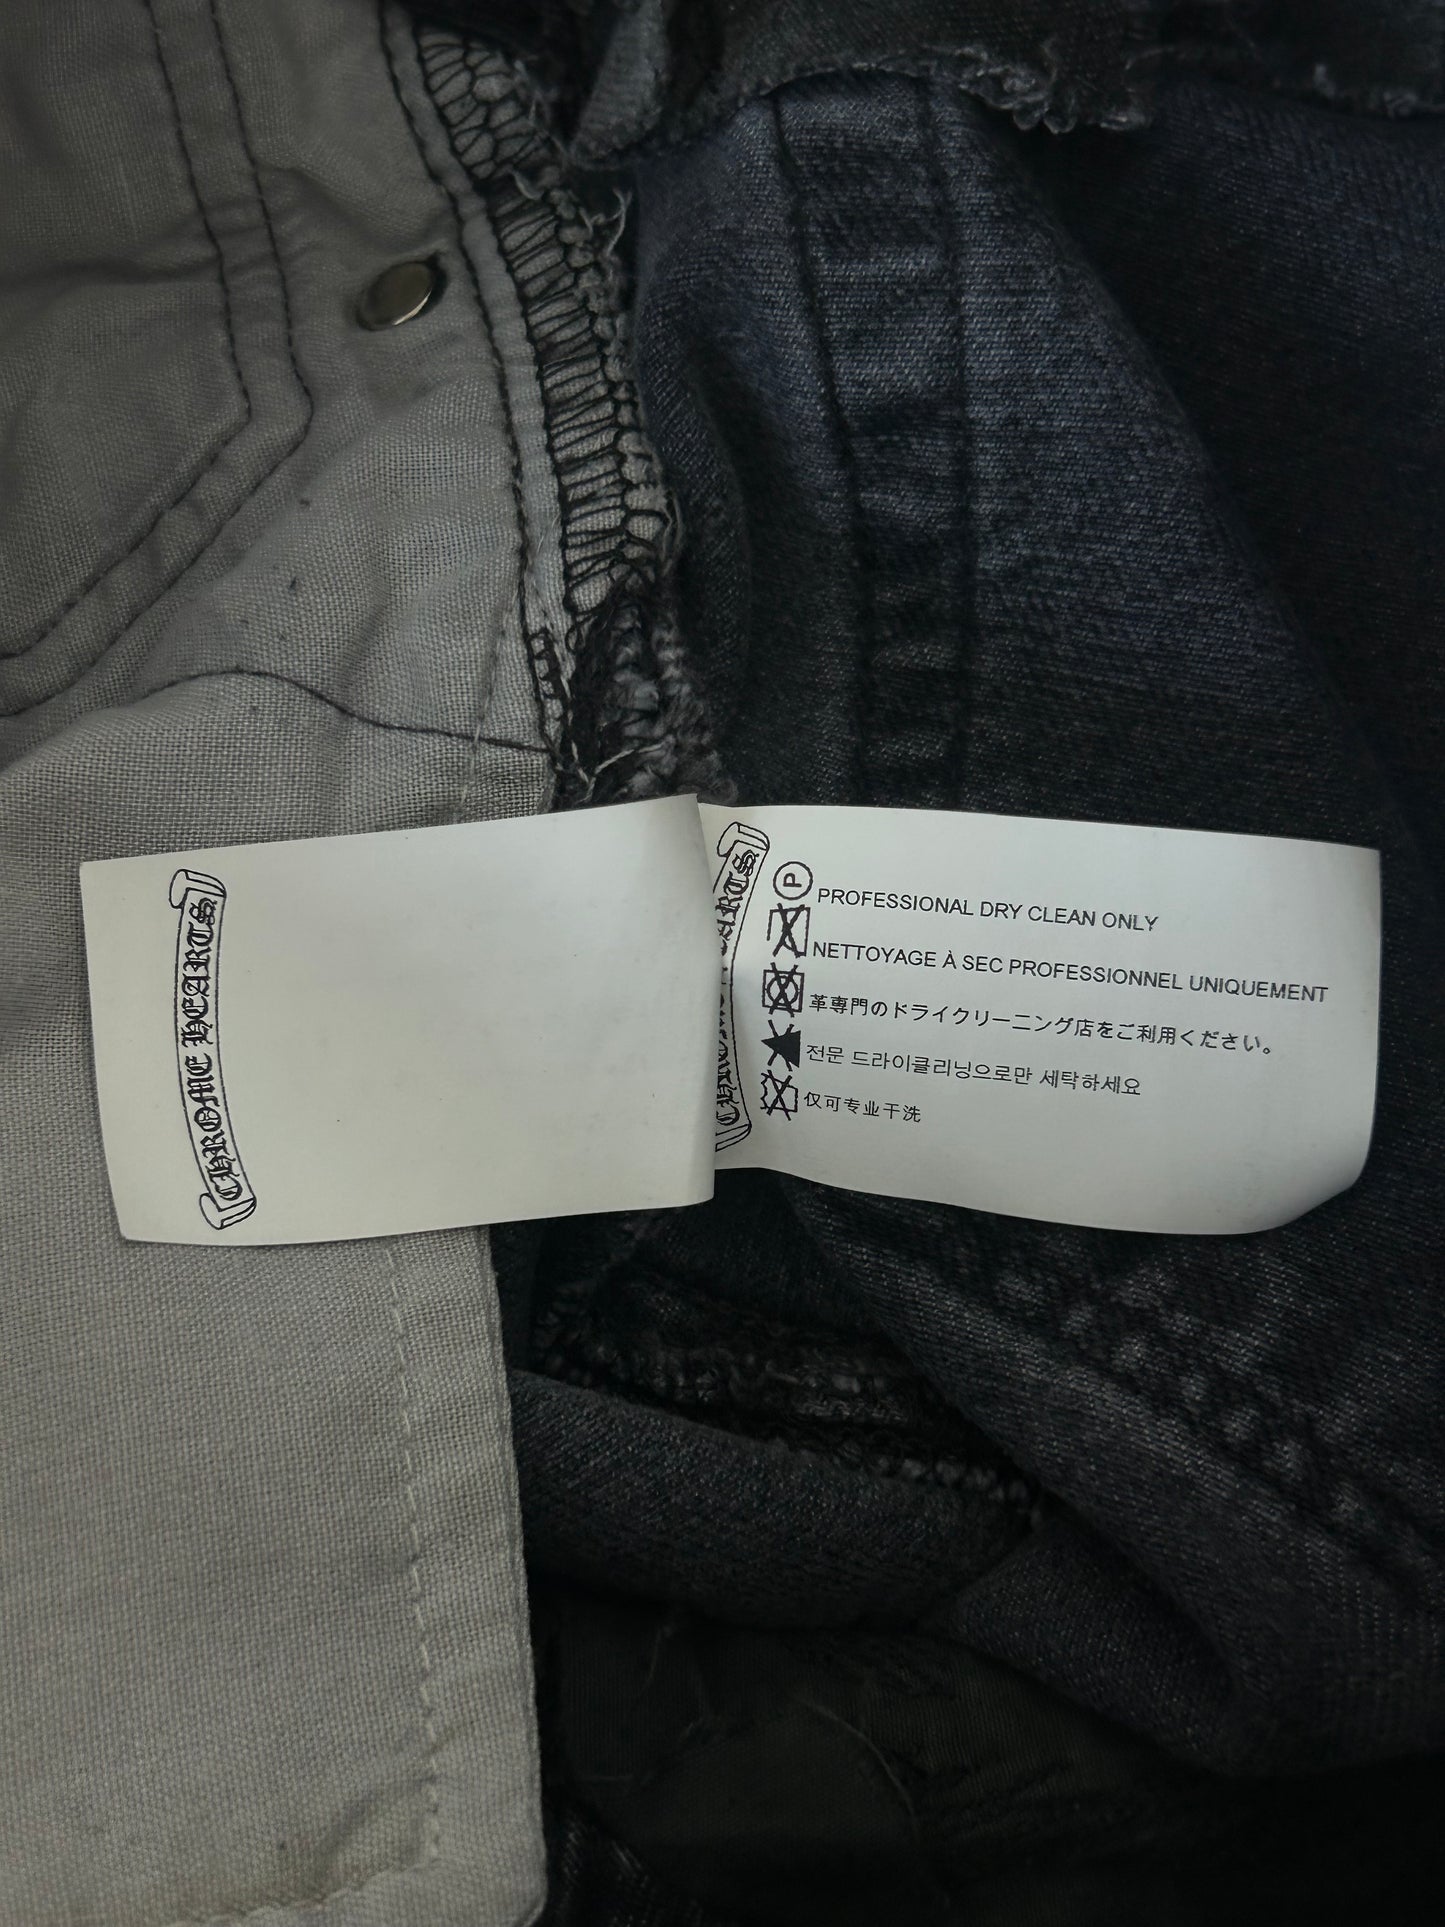 CHROME HEARTS
CHROME HEARTS
P
PROFESSIONAL DRY CLEAN ONLY
NETTOYAGE À SEC PROFESSIONNEL UNIQUEMENT
革専門のドライクリーニング店をご利用ください。
전문 드라이클리닝으로만 세탁하세요
仅可专业干洗